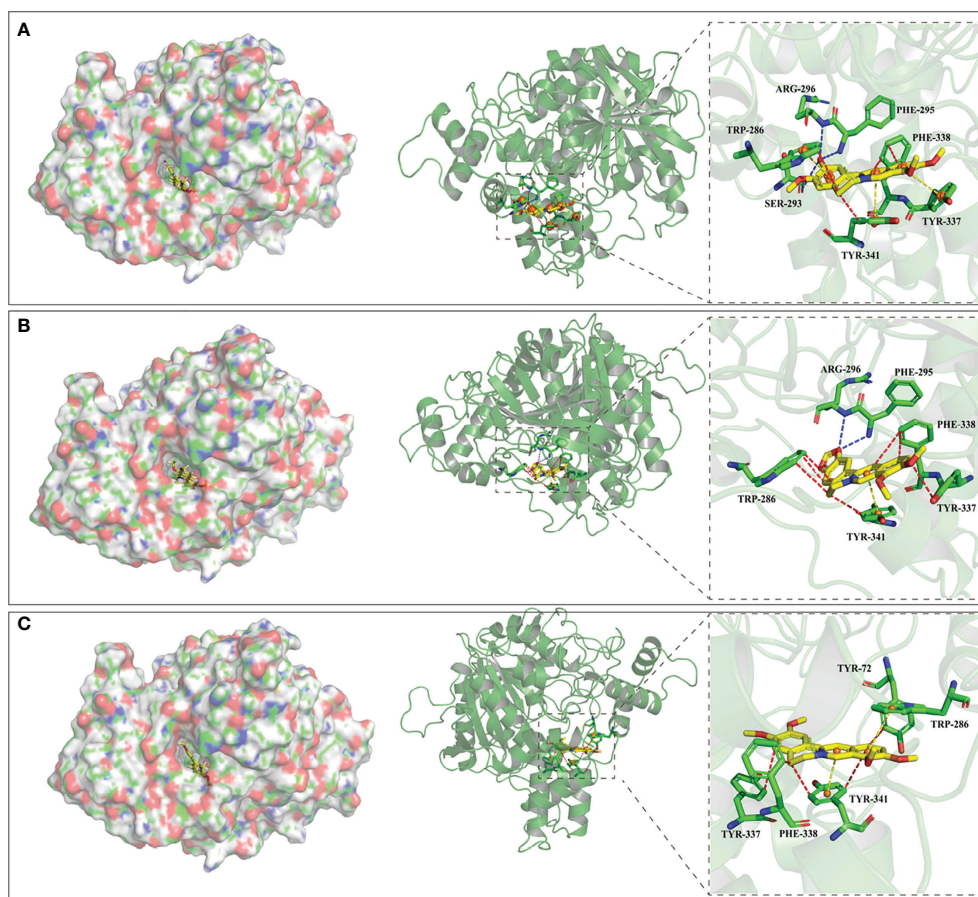 A
ARG-296
PHE-295
TRP-286
PHE-338
SER-293
TYR-337
TYR-341
B
ARG-296
PHE-295
PHE-338
TRP-286
TYR-337
TYR-341
C
TYR-72
TRP-286
TYR-341
TYR-337
PHE-338